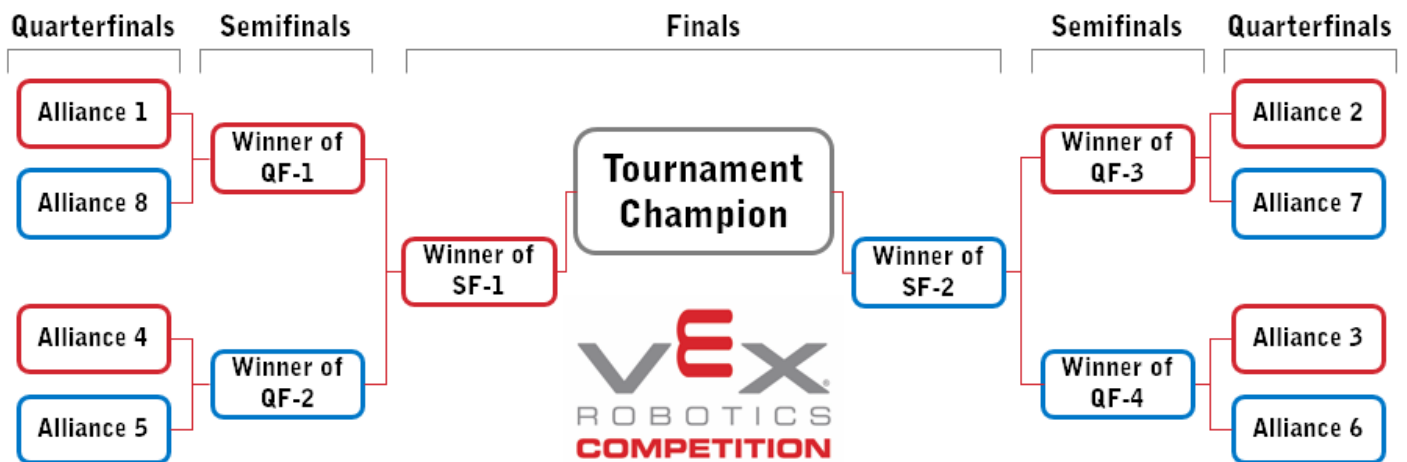 Quarterfinals Semifinals Finals Semifinals Quarterfinals
Alliance 1
Winner of
QF-1
Alliance 8
Alliance 4
Winner of
QF-2
Alliance 5
Winner of
SF-1
Tournament
Champion
Winner of
SF-2
Winner of
QF-3
Alliance 2
Alliance 7
Winner of
QF-4
Alliance 3
Alliance 6
VEX
ROBOTICS
COMPETITION